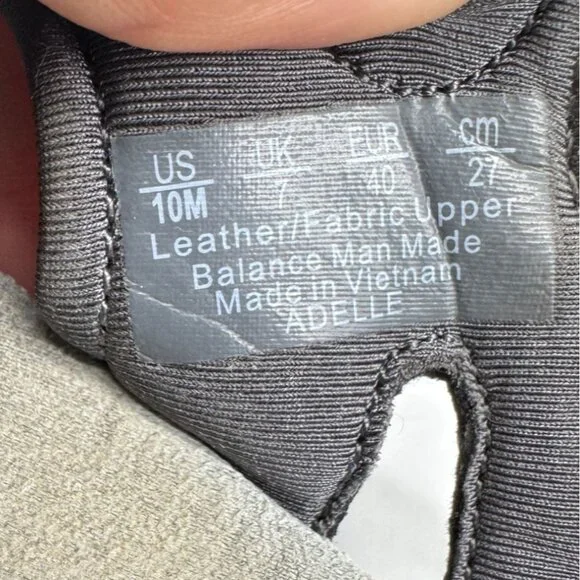 US UK EUR cm
10M 7 40 27
Leather/Fabric Upper
Balance Man Made
Made in Vietnam
ADELLE